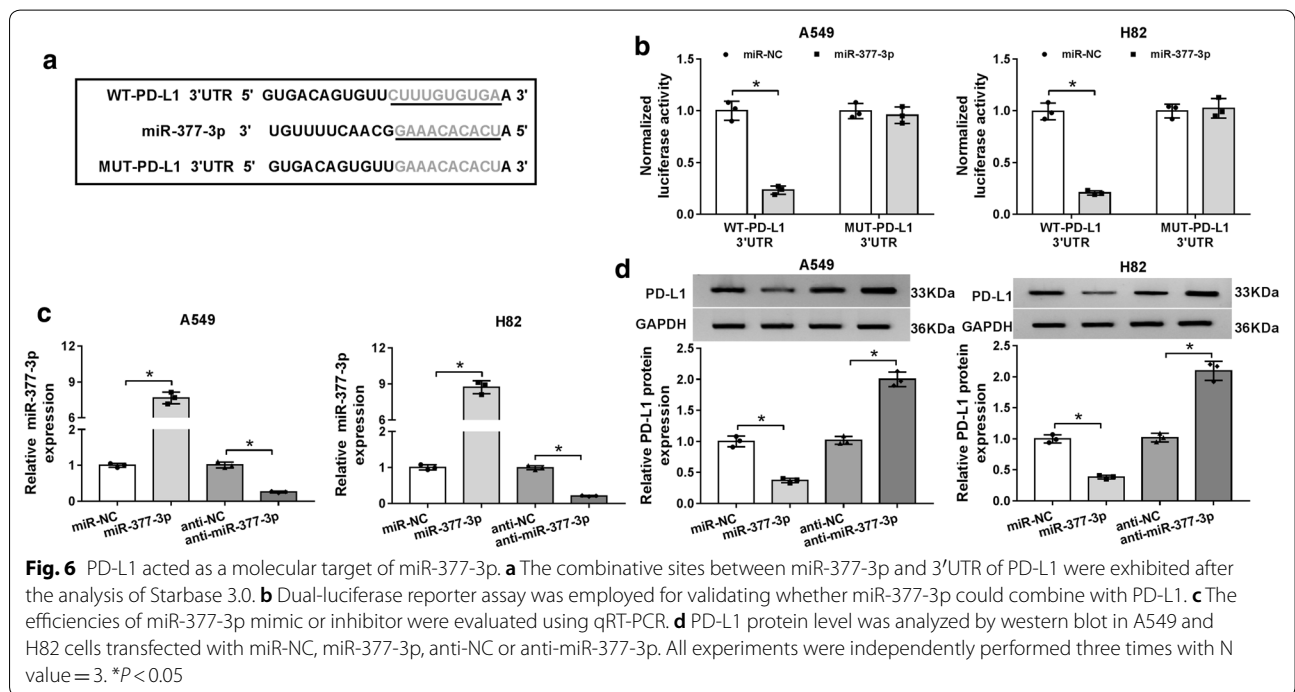 a
WT-PD-L1 3'UTR 5' GUGACAGUGUUCUUUGUGUGAA 3'
miR-377-3p 3' UGUUUUCAACGGAAACACACU A 5'
MUT-PD-L1 3'UTR 5' GUGACAGUGUUGAAACACACUA 3'
b
A549
miR-NC miR-377-3p
Normalized
luciferase activity
1.5
1.0
0.5
0.0
*
WT-PD-L1
3'UTR
MUT-PD-L1
3'UTR
H82
miR-NC miR-377-3p
Normalized
luciferase activity
1.5
1.0
0.5
0.0
*
WT-PD-L1
3'UTR
MUT-PD-L1
3'UTR
c
A549
Relative miR-377-3p
expression
12
9
6
2
1
0
*
*
miR-NC
miR-377-3p
anti-NC
anti-miR-377-3p
H82
Relative miR-377-3p
expression
12
9
6
2
1
0
*
*
miR-NC
miR-377-3p
anti-NC
anti-miR-377-3p
d
A549
PD-L1 33KDa
GAPDH 36KDa
Relative PD-L1 protein
expression
2.5
2.0
1.5
1.0
0.5
0.0
*
*
miR-NC
miR-377-3p
anti-NC
anti-miR-377-3p
H82
PD-L1 33KDa
GAPDH 36KDa
Relative PD-L1 protein
expression
2.5
2.0
1.5
1.0
0.5
0.0
*
*
miR-NC
miR-377-3p
anti-NC
anti-miR-377-3p
Fig. 6 PD-L1 acted as a molecular target of miR-377-3p. a The combinative sites between miR-377-3p and 3′UTR of PD-L1 were exhibited after
the analysis of Starbase 3.0. b Dual-luciferase reporter assay was employed for validating whether miR-377-3p could combine with PD-L1. c The
efficiencies of miR-377-3p mimic or inhibitor were evaluated using qRT-PCR. d PD-L1 protein level was analyzed by western blot in A549 and
H82 cells transfected with miR-NC, miR-377-3p, anti-NC or anti-miR-377-3p. All experiments were independently performed three times with N
value = 3. *P < 0.05